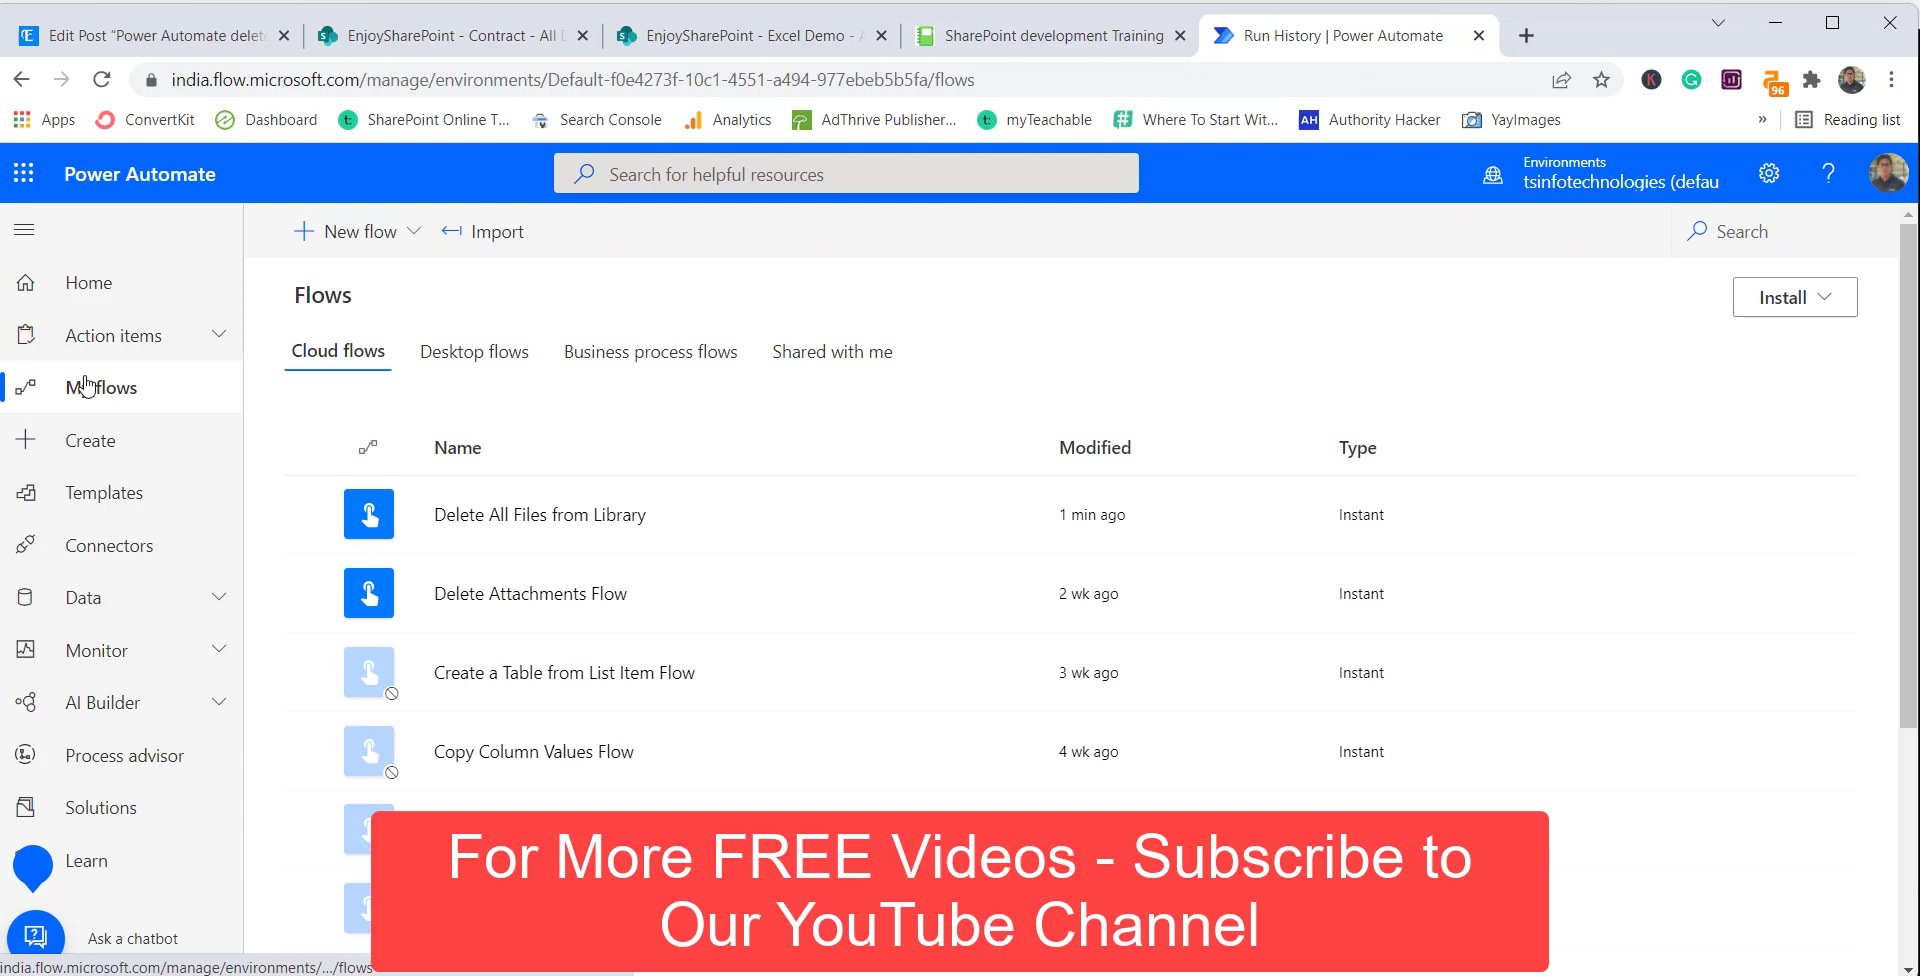 Edit Post "Power Automate delete
EnjoySharePoint - Contract - All D
EnjoySharePoint - Excel Demo - A
SharePoint development Training
Run History | Power Automate
india.flow.microsoft.com/manage/environments/Default-f0e4273f-10c1-4551-a494-977ebeb5b5fa/flows
96
Apps
ConvertKit
Dashboard
SharePoint Online T...
Search Console
Analytics
AdThrive Publisher...
myTeachable
Where To Start Wit...
AH Authority Hacker
YayImages
»
Reading list
Power Automate
Search for helpful resources
Environments
tsinfotechnologies (defau
New flow
Import
Search
Home
Action items
My flows
Create
Templates
Connectors
Data
Monitor
AI Builder
Process advisor
Solutions
Learn
Ask a chatbot
Flows
Install
Cloud flows
Desktop flows
Business process flows
Shared with me
Name Modified Type
Delete All Files from Library 1 min ago Instant
Delete Attachments Flow 2 wk ago Instant
Create a Table from List Item Flow 3 wk ago Instant
Copy Column Values Flow 4 wk ago Instant
For More FREE Videos - Subscribe to
Our YouTube Channel
india.flow.microsoft.com/manage/environments/.../flows